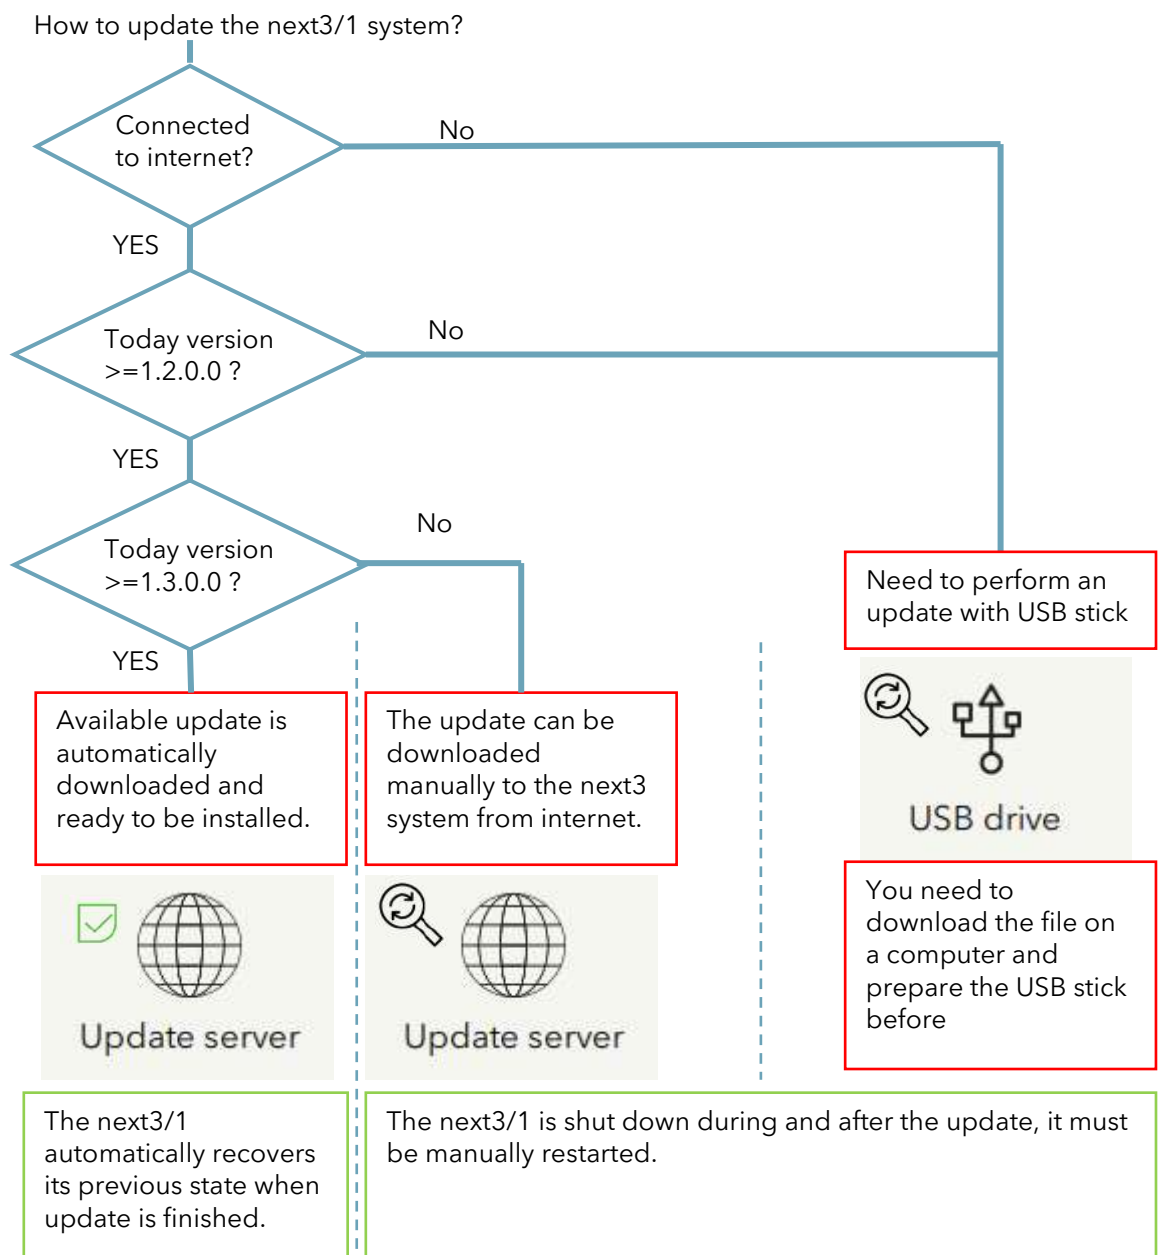 How to update the next3/1 system?
Connected
to internet?
No
YES
Today version
>=1.2.0.0 ?
No
YES
Today version
>=1.3.0.0 ?
No
YES
Need to perform an
update with USB stick
USB drive
Available update is
automatically
downloaded and
ready to be installed.
The update can be
downloaded
manually to the next3
system from internet.
You need to
download the file on
a computer and
prepare the USB stick
before
Update server
Update server
The next3/1
automatically recovers
its previous state when
update is finished.
The next3/1 is shut down during and after the update, it must
be manually restarted.